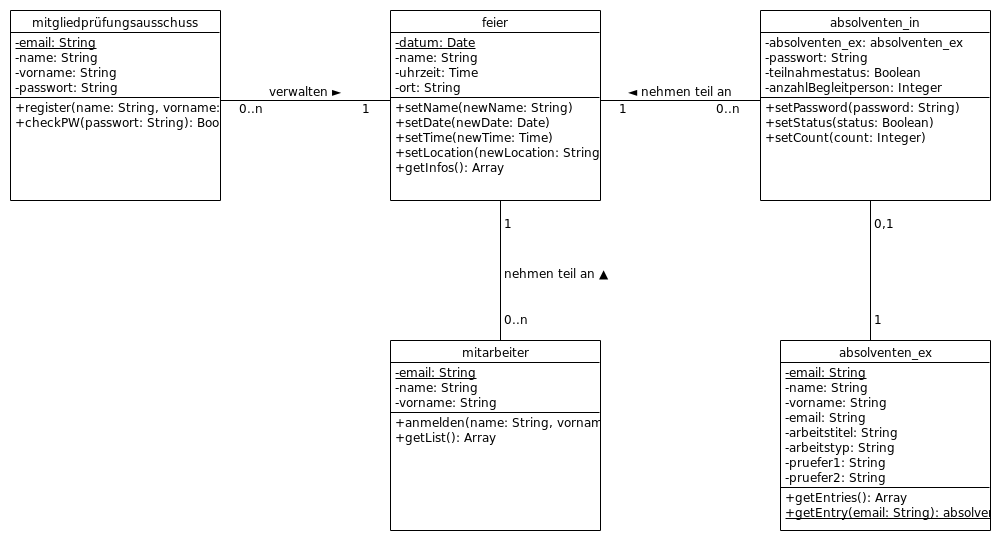 mitgliedprüfungsausschuss
-email: String
-name: String
-vorname: String
-passwort: String
+register(name: String, vorname:
+checkPW(passwort: String): Boo
verwalten ►
0..n
1
feier
-datum: Date
-name: String
-uhrzeit: Time
-ort: String
+setName(newName: String)
+setDate(newDate: Date)
+setTime(newTime: Time)
+setLocation(newLocation: String
+getInfos(): Array
◄ nehmen teil an
1
0..n
absolventen_in
-absolventen_ex: absolventen_ex
-passwort: String
-teilnahmestatus: Boolean
-anzahlBegleitperson: Integer
+setPassword(password: String)
+setStatus(status: Boolean)
+setCount(count: Integer)
1
nehmen teil an ▲
0..n
0,1
1
mitarbeiter
-email: String
-name: String
-vorname: String
+anmelden(name: String, vornam
+getList(): Array
absolventen_ex
-email: String
-name: String
-vorname: String
-email: String
-arbeitstitel: String
-arbeitstyp: String
-pruefer1: String
-pruefer2: String
+getEntries(): Array
+getEntry(email: String): absolve